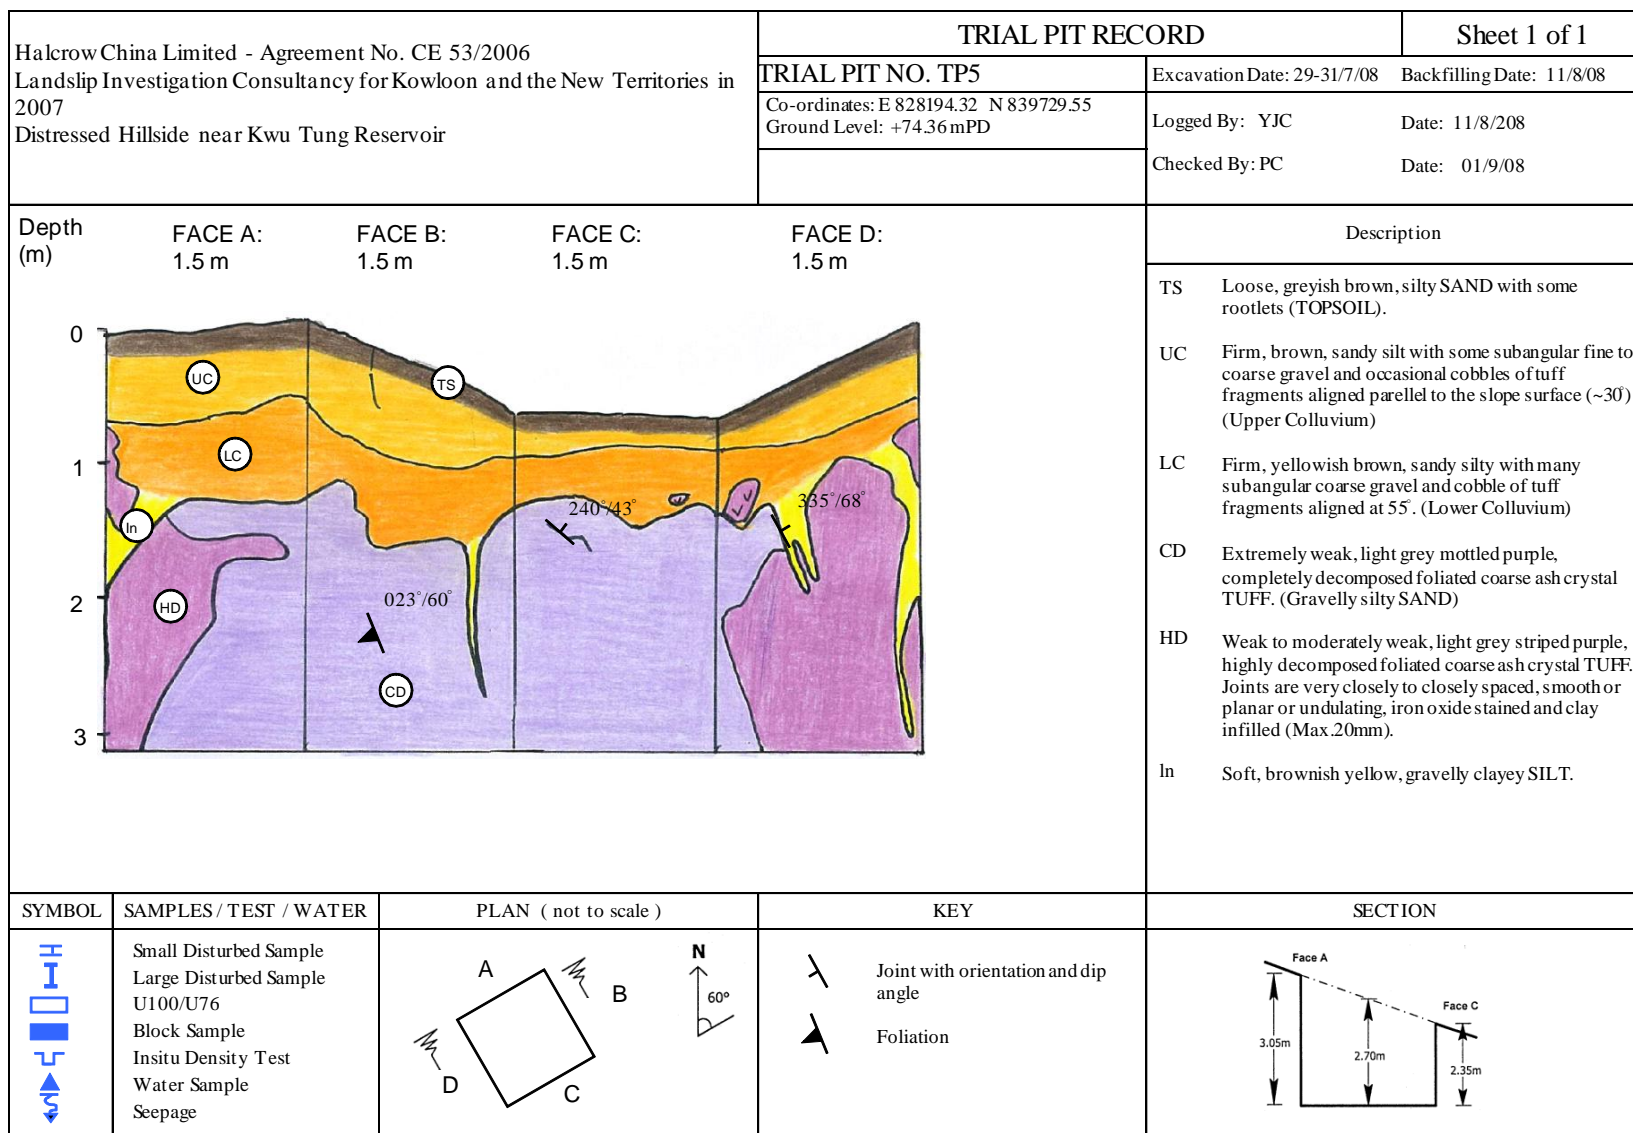 Halcrow China Limited - Agreement No. CE 53/2006
Landslip Investigation Consultancy for Kowloon and the New Territories in
2007
Distressed Hillside near Kwu Tung Reservoir
TRIAL PIT RECORD
Sheet 1 of 1
TRIAL PIT NO. TP5
Excavation Date: 29-31/7/08 Backfilling Date: 11/8/08
Co-ordinates: E 828194.32 N 839729.55
Ground Level: +74.36 mPD
Logged By: YJC Date: 11/8/208
Checked By: PC Date: 01/9/08
Depth
(m)
FACE A:
1.5 m
FACE B:
1.5 m
FACE C:
1.5 m
FACE D:
1.5 m
0
1
2
3
UC
TS
LC
In
HD
CD
240°/43°
335°/68°
023°/60°
Description
TS Loose, greyish brown, silty SAND with some
rootlets (TOPSOIL).
UC Firm, brown, sandy silt with some subangular fine to
coarse gravel and occasional cobbles of tuff
fragments aligned parellel to the slope surface (~30°)
(Upper Colluvium)
LC Firm, yellowish brown, sandy silty with many
subangular coarse gravel and cobble of tuff
fragments aligned at 55°. (Lower Colluvium)
CD Extremely weak, light grey mottled purple,
completely decomposed foliated coarse ash crystal
TUFF. (Gravelly silty SAND)
HD Weak to moderately weak, light grey striped purple,
highly decomposed foliated coarse ash crystal TUFF.
Joints are very closely to closely spaced, smooth or
planar or undulating, iron oxide stained and clay
infilled (Max.20mm).
ln Soft, brownish yellow, gravelly clayey SILT.
SYMBOL
SAMPLES / TEST / WATER
Small Disturbed Sample
Large Disturbed Sample
U100/U76
Block Sample
Insitu Density Test
Water Sample
Seepage
PLAN ( not to scale )
A
B
C
D
N
60º
KEY
Joint with orientation and dip
angle
Foliation
SECTION
Face A
Face C
3.05m
2.70m
2.35m